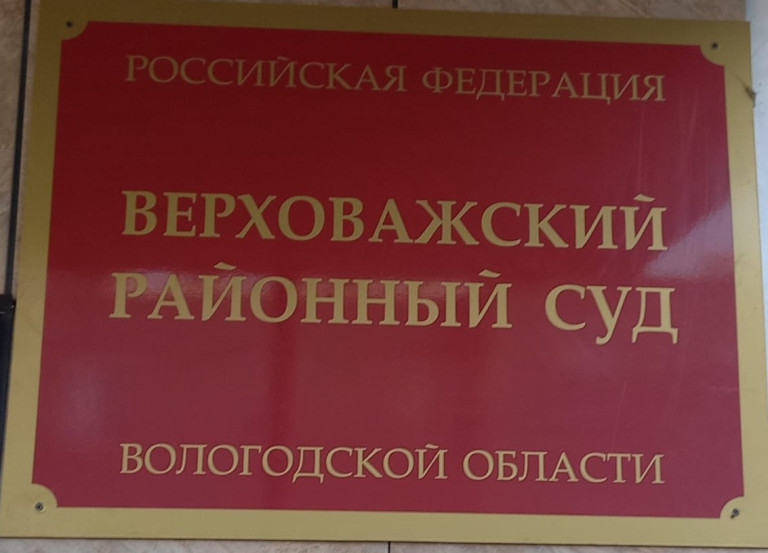 РОССИЙСКАЯ ФЕДЕРАЦИЯ
ВЕРХОВАЖСКИЙ
РАЙОННЫЙ СУД
ВОЛОГОДСКОЙ ОБЛАСТИ